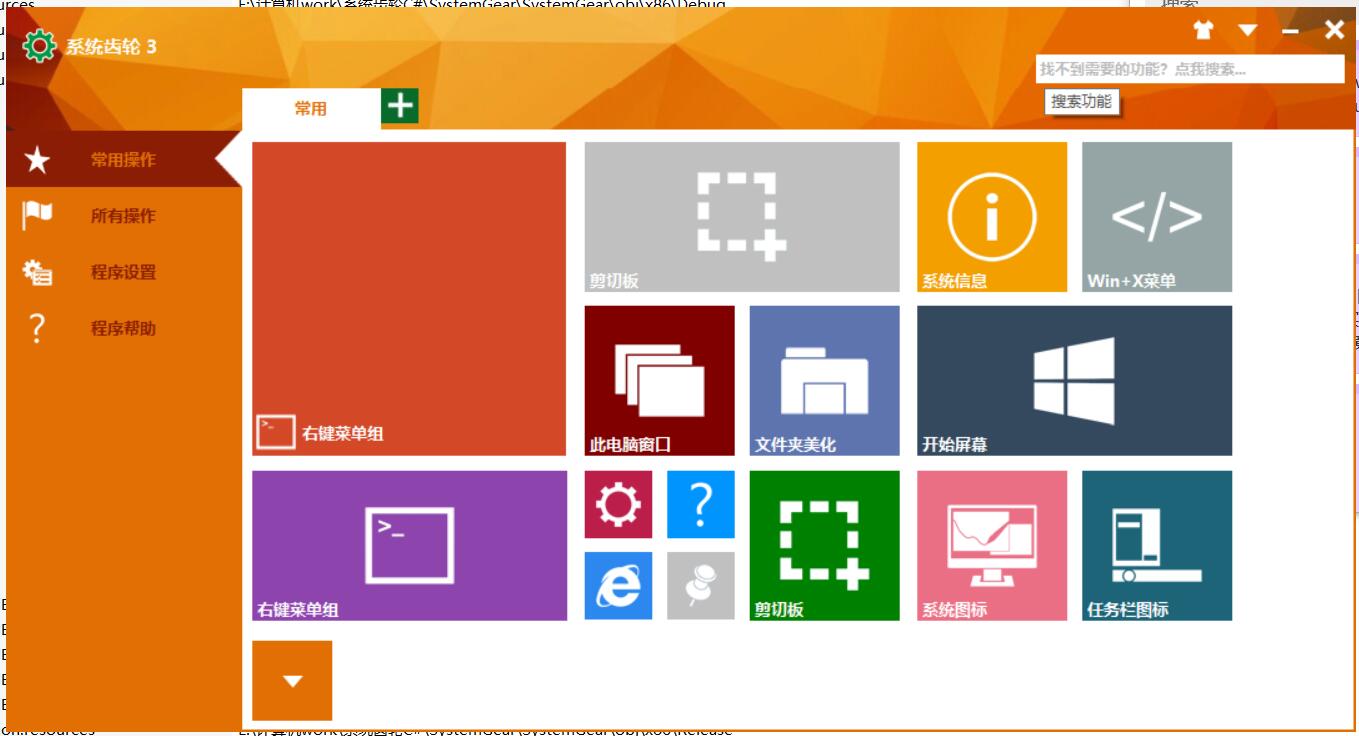 系统齿轮 3
找不到需要的功能？点我搜索...
搜索功能
常用
常用操作
所有操作
程序设置
程序帮助
剪切板
系统信息
</>
Win+X菜单
>_
右键菜单组
此电脑窗口
文件夹美化
开始屏幕
>_
右键菜单组
剪切板
系统图标
任务栏图标